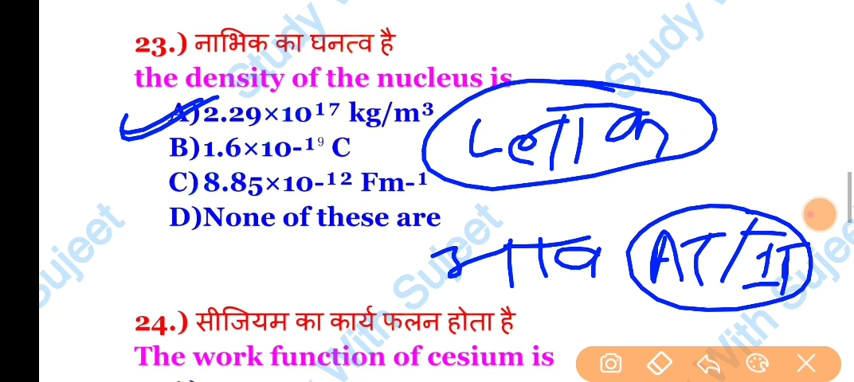 23.) नाभिक का घनत्व है
the density of the nucleus is
A)2.29×10¹⁷ kg/m³
B)1.6×10-¹⁹ C
C)8.85×10-¹² Fm-¹
D)None of these are
24.) सीजियम का कार्य फलन होता है
The work function of cesium is